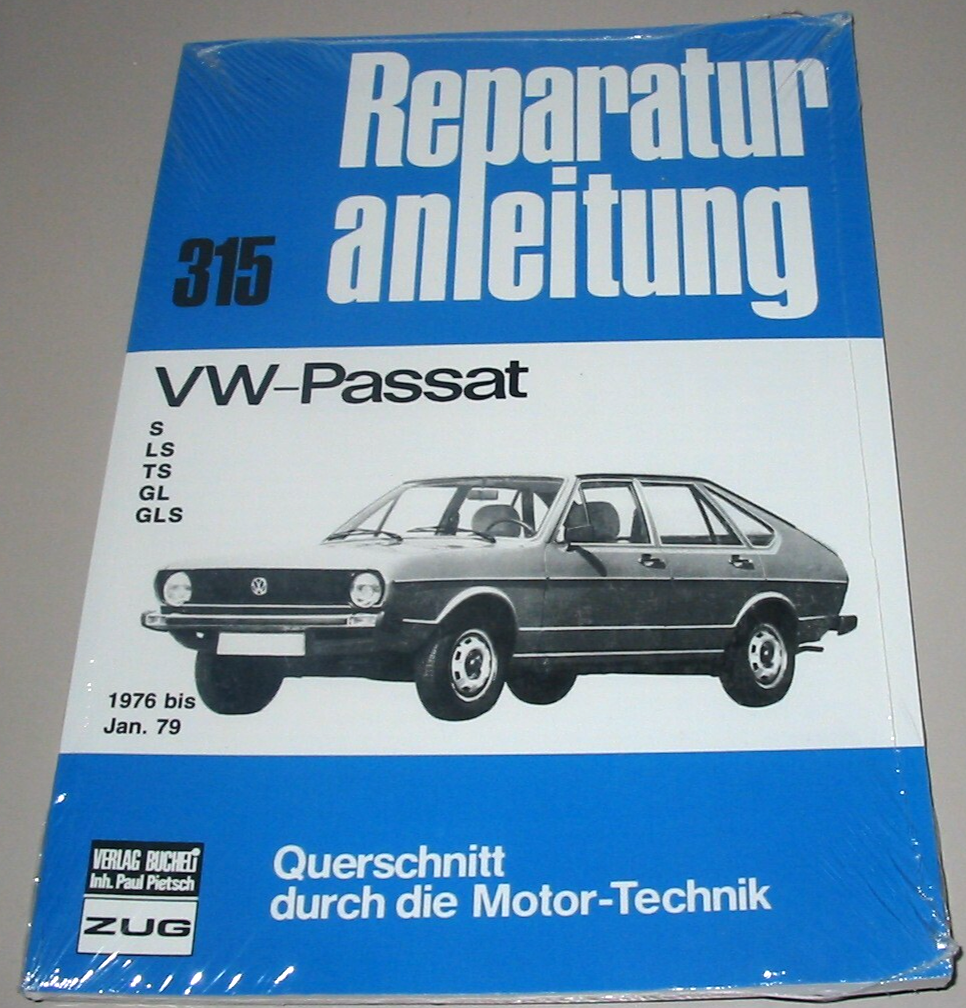 Reparatur
anleitung
315
VW-Passat
S
LS
TS
GL
GLS
1976 bis
Jan. 79
VERLAG BUCHELI
Inh. Paul Pietsch
ZUG
Querschnitt
durch die Motor-Technik